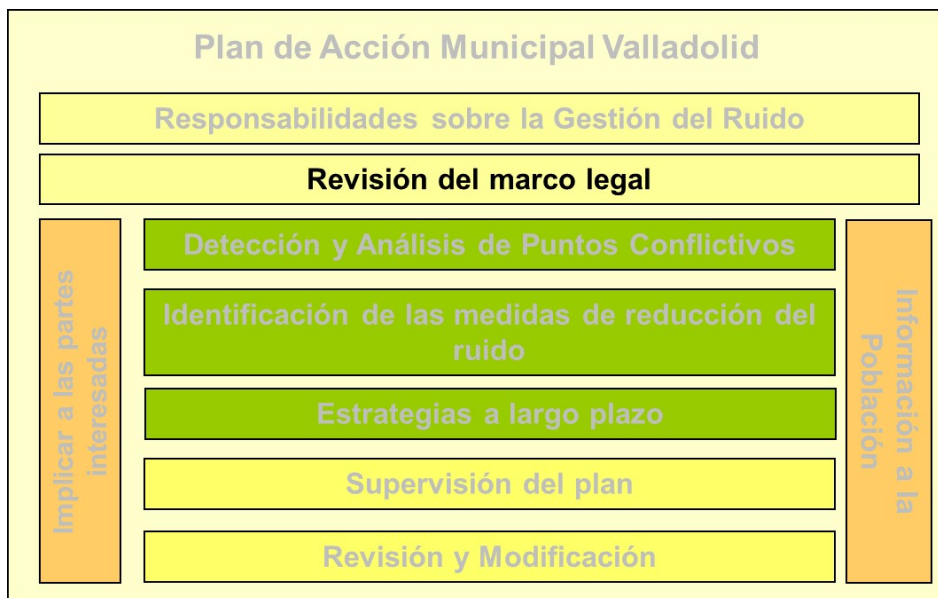 Plan de Acción Municipal Valladolid
Responsabilidades sobre la Gestión del Ruido
Revisión del marco legal
Implicar a las partes
interesadas
Detección y Análisis de Puntos Conflictivos
Identificación de las medidas de reducción del
ruido
Estrategias a largo plazo
Supervisión del plan
Revisión y Modificación
Información a la
Población